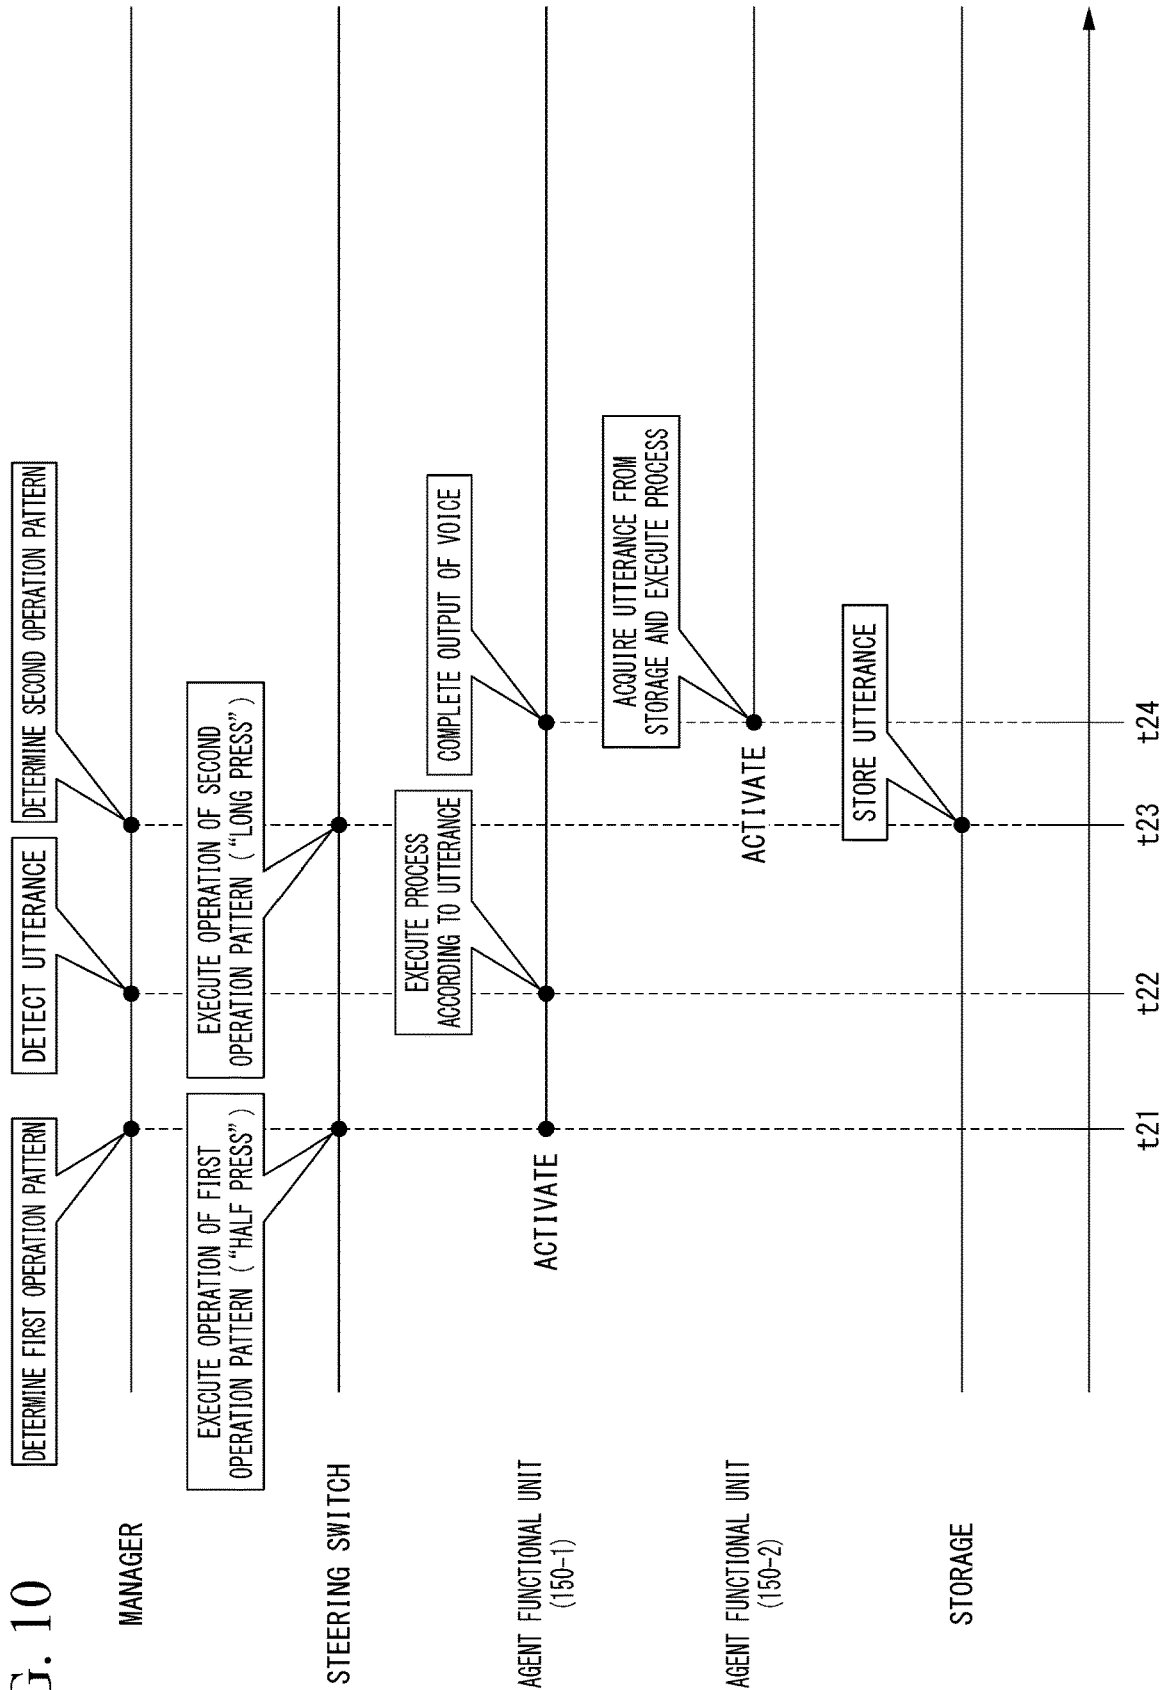 G. 10
DETERMINE FIRST OPERATION PATTERN
DETECT UTTERANCE
DETERMINE SECOND OPERATION PATTERN
MANAGER
EXECUTE OPERATION OF FIRST
OPERATION PATTERN ("HALF PRESS")
EXECUTE OPERATION OF SECOND
OPERATION PATTERN ("LONG PRESS")
STEERING SWITCH
EXECUTE PROCESS
ACCORDING TO UTTERANCE
COMPLETE OUTPUT OF VOICE
AGENT FUNCTIONAL UNIT
(150-1)
ACTIVATE
ACQUIRE UTTERANCE FROM
STORAGE AND EXECUTE PROCESS
AGENT FUNCTIONAL UNIT
(150-2)
ACTIVATE
STORE UTTERANCE
STORAGE
t21
t22
t23
t24